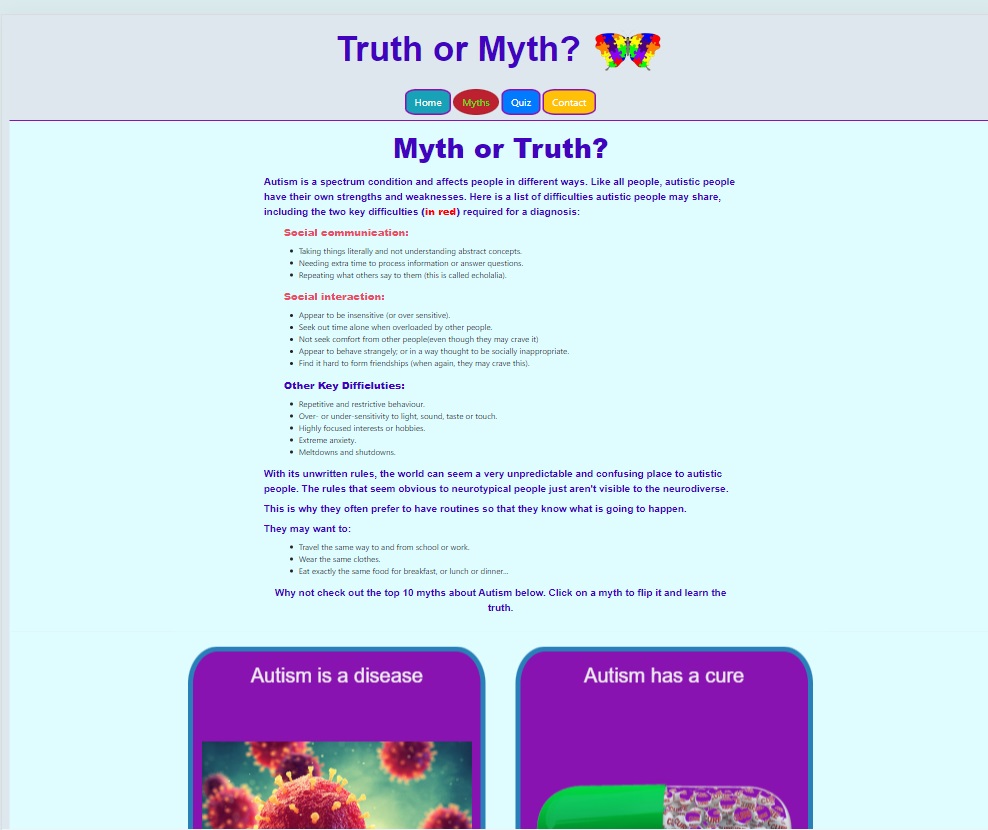 Truth or Myth?
Home Myths Quiz Contact
Myth or Truth?
Autism is a spectrum condition and affects people in different ways. Like all people, autistic people
have their own strengths and weaknesses. Here is a list of difficulties autistic people may share,
including the two key difficulties (in red) required for a diagnosis:
Social communication:
Taking things literally and not understanding abstract concepts.
Needing extra time to process information or answer questions.
Repeating what others say to them (this is called echolalia).
Social interaction:
Appear to be insensitive (or over sensitive).
Seek out time alone when overloaded by other people.
Not seek comfort from other people(even though they may crave it)
Appear to behave strangely; or in a way thought to be socially inappropriate.
Find it hard to form friendships (when again, they may crave this).
Other Key Difficluties:
Repetitive and restrictive behaviour.
Over- or under-sensitivity to light, sound, taste or touch.
Highly focused interests or hobbies.
Extreme anxiety.
Meltdowns and shutdowns.
With its unwritten rules, the world can seem a very unpredictable and confusing place to autistic
people. The rules that seem obvious to neurotypical people just aren't visible to the neurodiverse.
This is why they often prefer to have routines so that they know what is going to happen.
They may want to:
Travel the same way to and from school or work.
Wear the same clothes.
Eat exactly the same food for breakfast, or lunch or dinner...
Why not check out the top 10 myths about Autism below. Click on a myth to flip it and learn the
truth.
Autism is a disease
Autism has a cure